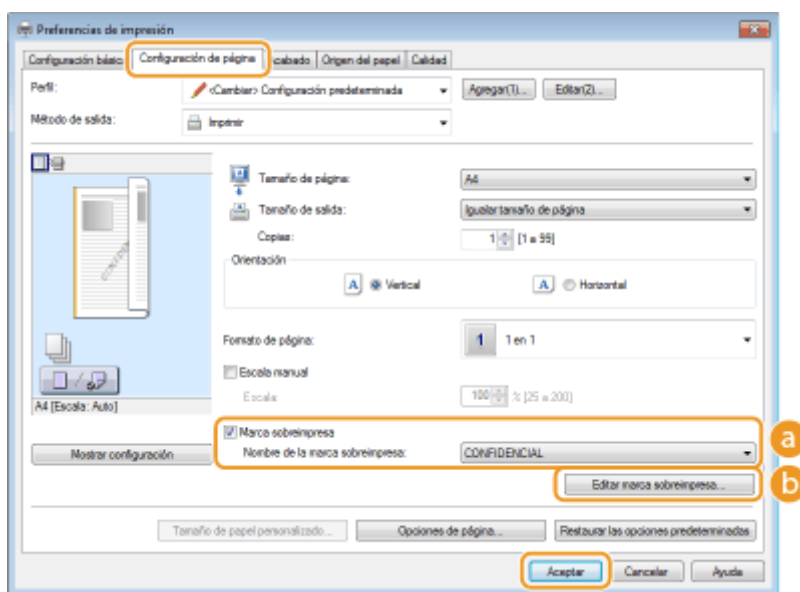 Preferencias de impresión
Configuración básica Configuración de página Acabado Origen del papel Calidad
Perfil: <Cambiar> Configuración predeterminada Agregar(1)... Editar(2)...
Método de salida: Imprimir
CONFIDENCIAL
Tamaño de página: A4
Tamaño de salida: Igualar tamaño de página
Copias: 1 [1 a 99]
Orientación
A Vertical A Horizontal
Formato de página: 1 1 en 1
Escala manual
Escala: 100 % [25 a 200]
A4 [Escala: Auto]
Marca sobreimpresa
Mostrar configuración Nombre de la marca sobreimpresa: CONFIDENCIAL a
Editar marca sobreimpresa... b
Tamaño de papel personalizado... Opciones de página... Restaurar las opciones predeterminadas
Aceptar Cancelar Ayuda